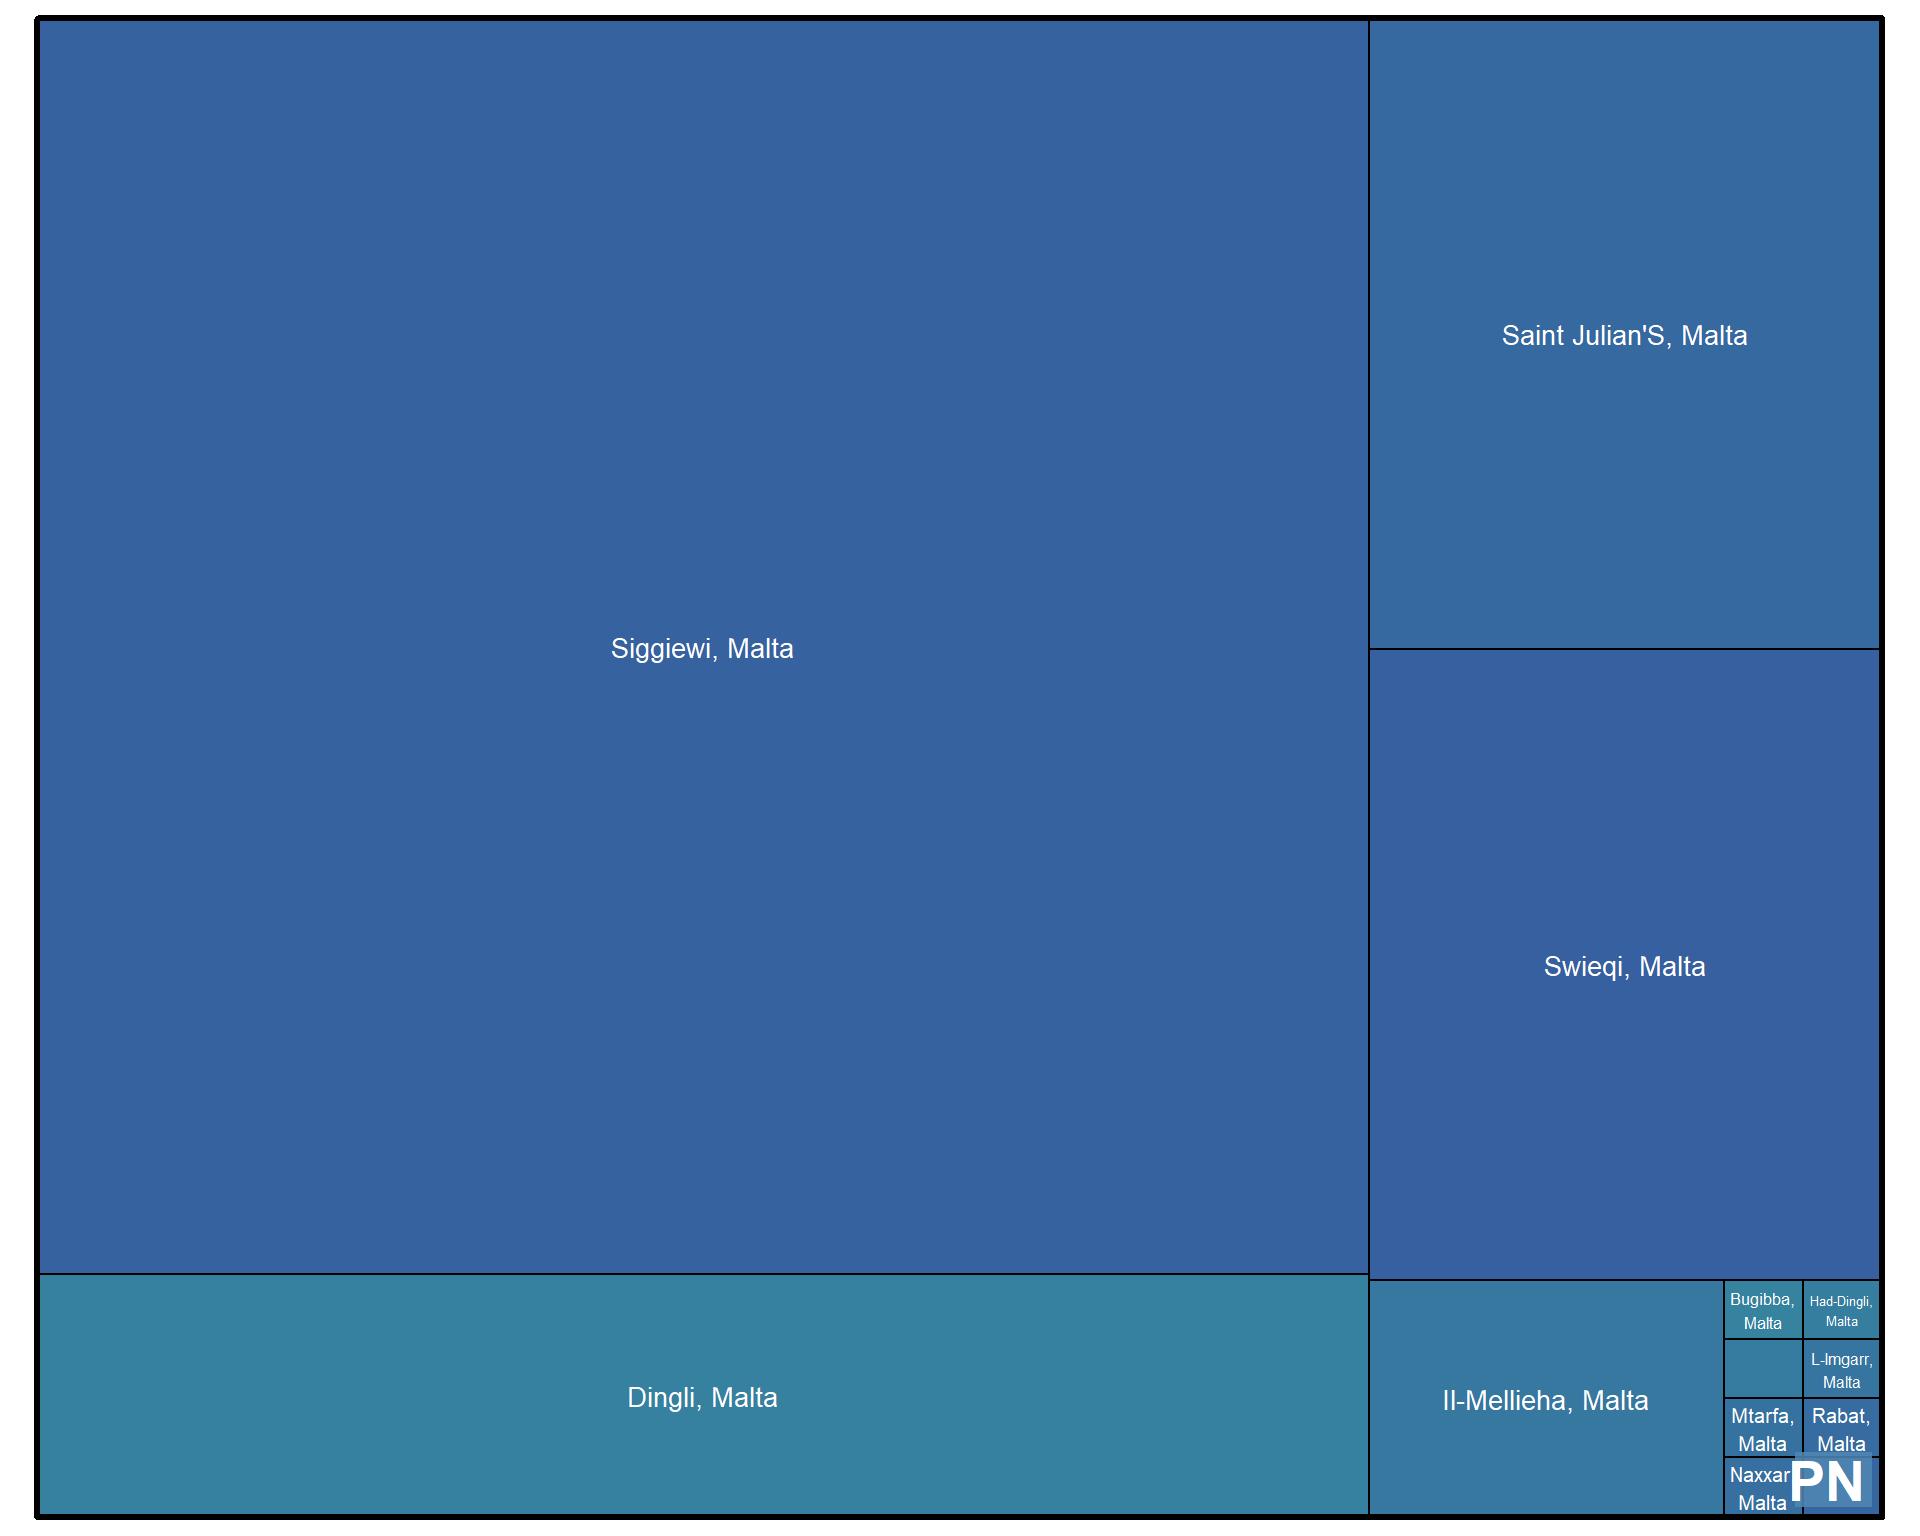 Siggiewi, Malta
Dingli, Malta
Saint Julian'S, Malta
Swieqi, Malta
Il-Mellieha, Malta
Bugibba,
Malta
Had-Dingli,
Malta
L-Imgarr,
Malta
Mtarfa,
Malta
Rabat,
Malta
Naxxar
Malta
PN